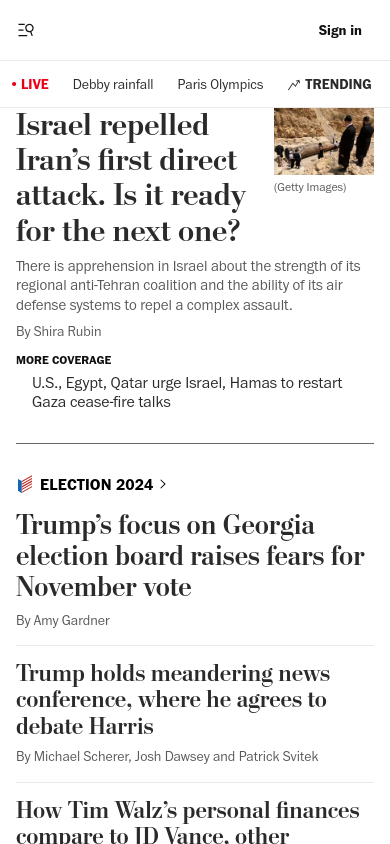 Sign in
LIVE
Debby rainfall
Paris Olympics
TRENDING
Israel repelled
Iran's first direct
attack. Is it ready
for the next one?
(Getty Images)
There is apprehension in Israel about the strength of its
regional anti-Tehran coalition and the ability of its air
defense systems to repel a complex assault.
By Shira Rubin
MORE COVERAGE
U.S., Egypt, Qatar urge Israel, Hamas to restart
Gaza cease-fire talks
ELECTION 2024
Trump's focus on Georgia
election board raises fears for
November vote
By Amy Gardner
Trump holds meandering news
conference, where he agrees to
debate Harris
By Michael Scherer, Josh Dawsey and Patrick Svitek
How Tim Walz's personal finances
compare to JD Vance, other